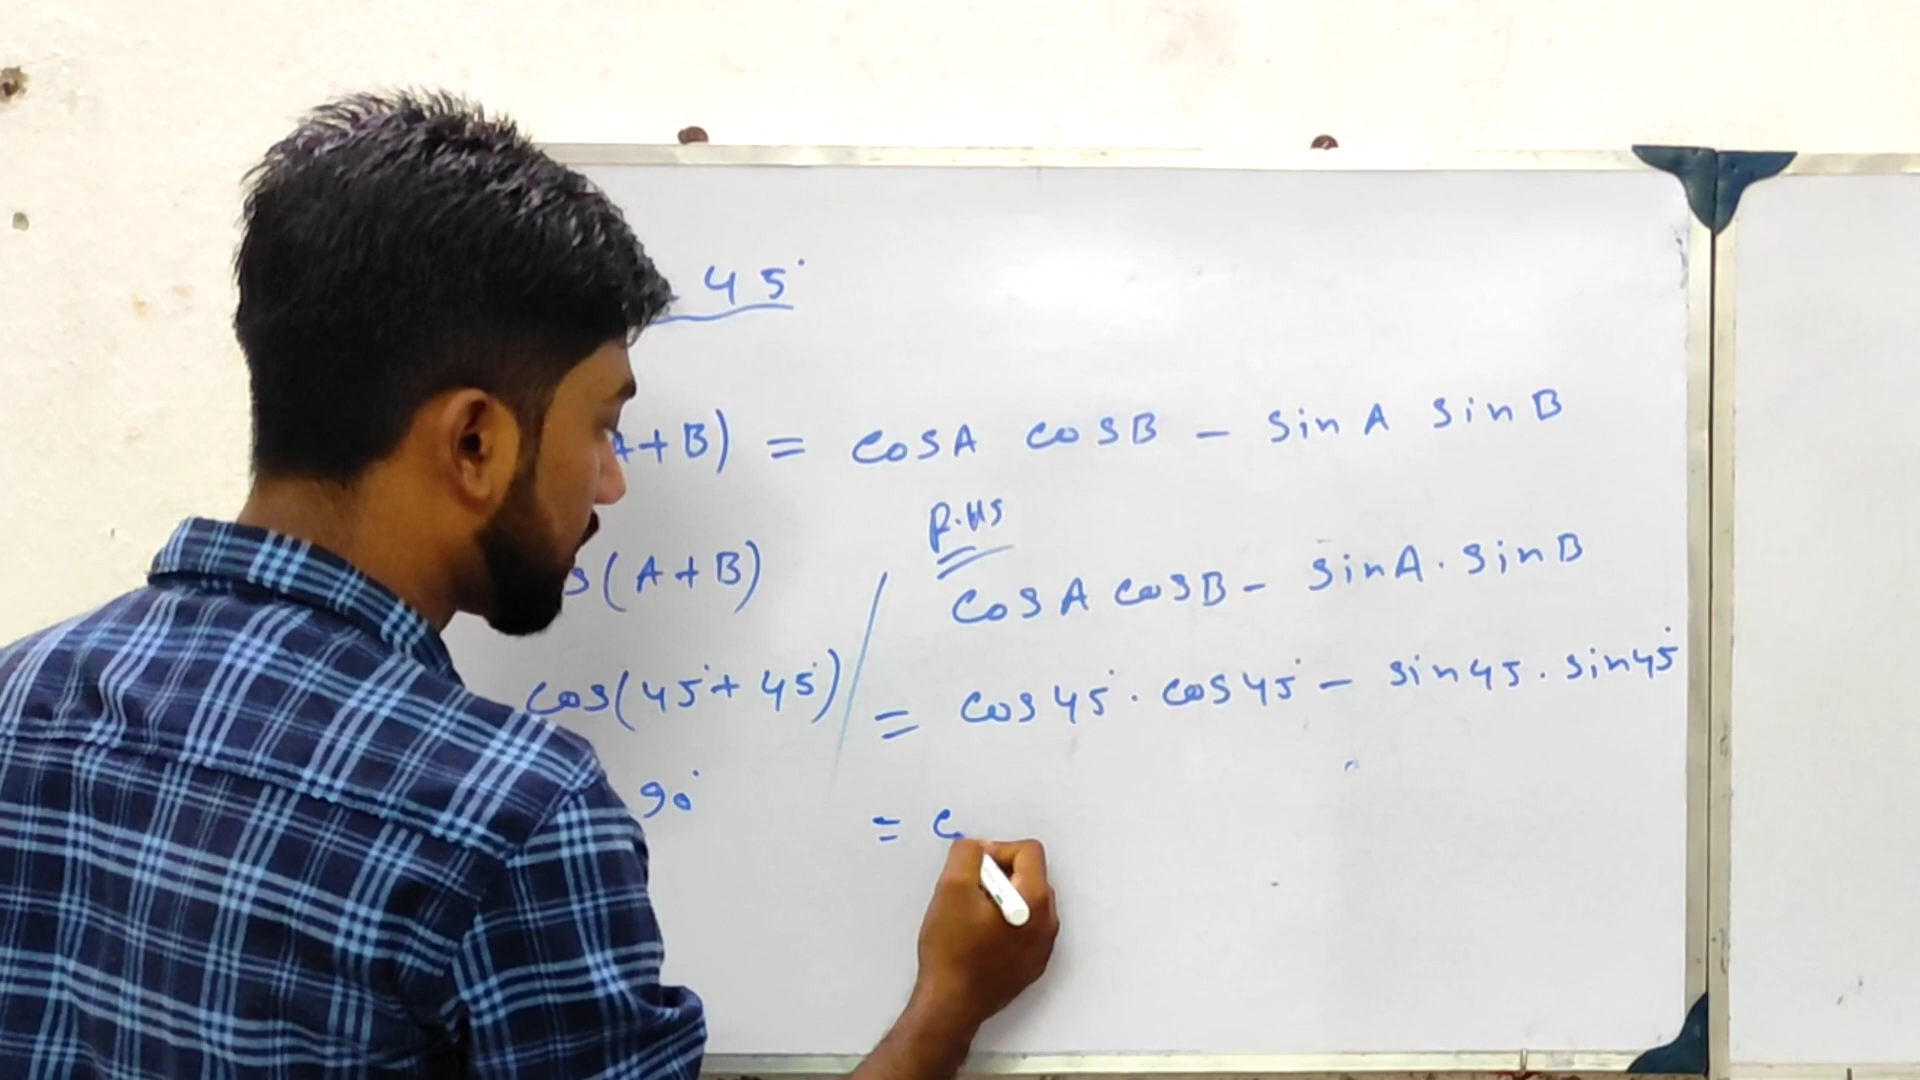 45°
A+B) = cosA cosB - sinA sinB
R.HS
s(A+B) / cosA cosB - sinA. sinB
cos(45°+45°) = cos45°. cos45° - sin45. sin45°
90° = c